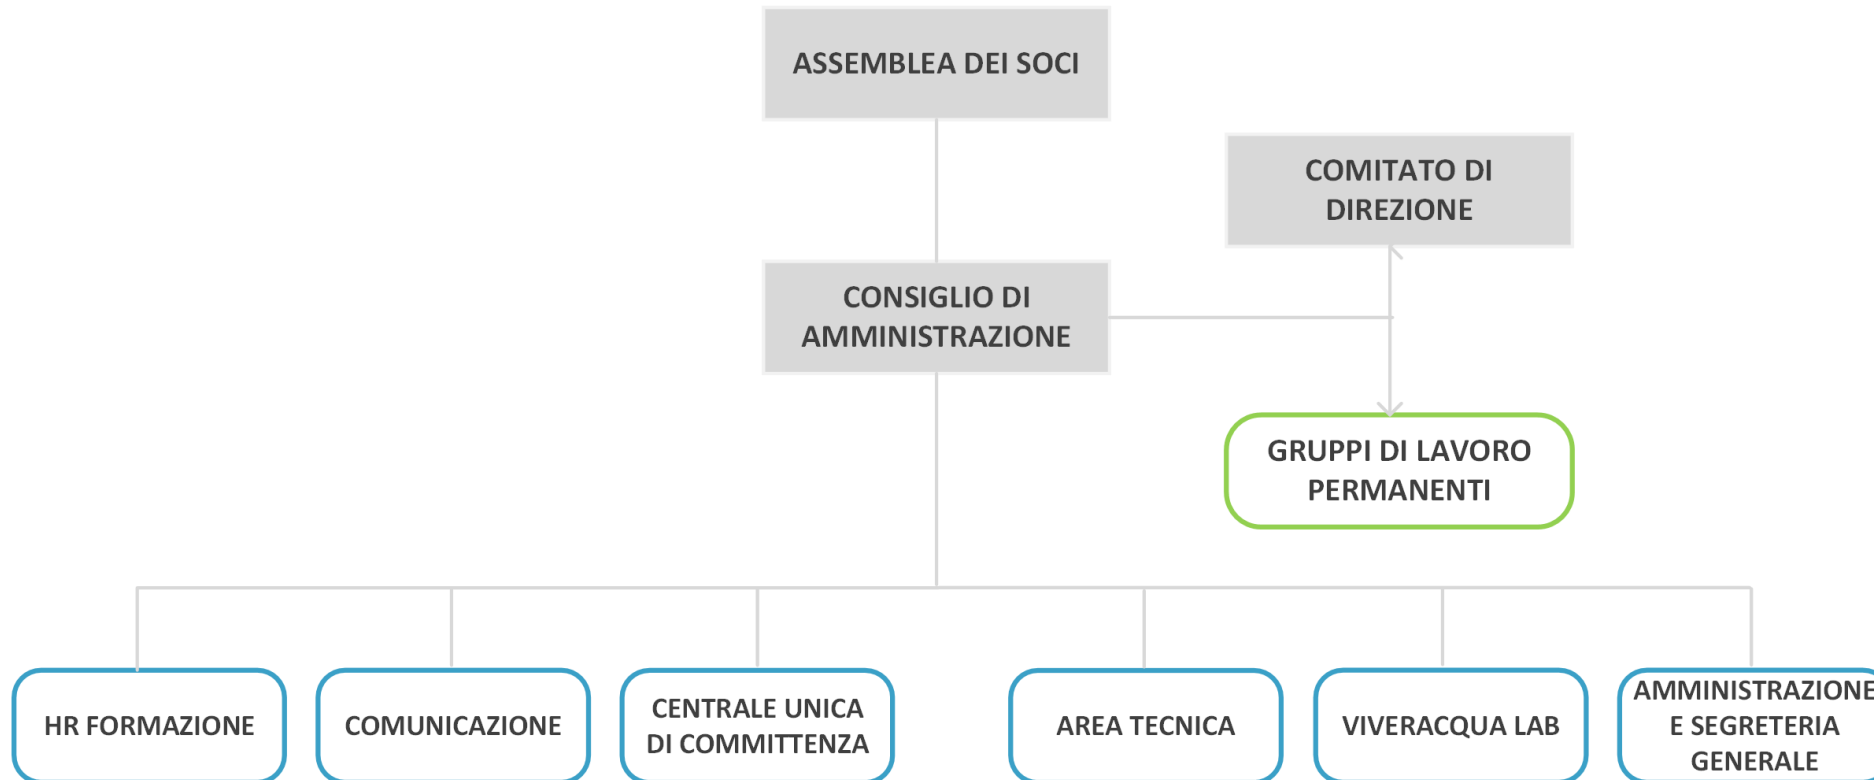 ASSEMBLEA DEI SOCI
COMITATO DI
DIREZIONE
CONSIGLIO DI
AMMINISTRAZIONE
GRUPPI DI LAVORO
PERMANENTI
HR FORMAZIONE
COMUNICAZIONE
CENTRALE UNICA
DI COMMITTENZA
AREA TECNICA
VIVERACQUA LAB
AMMINISTRAZIONE
E SEGRETERIA
GENERALE